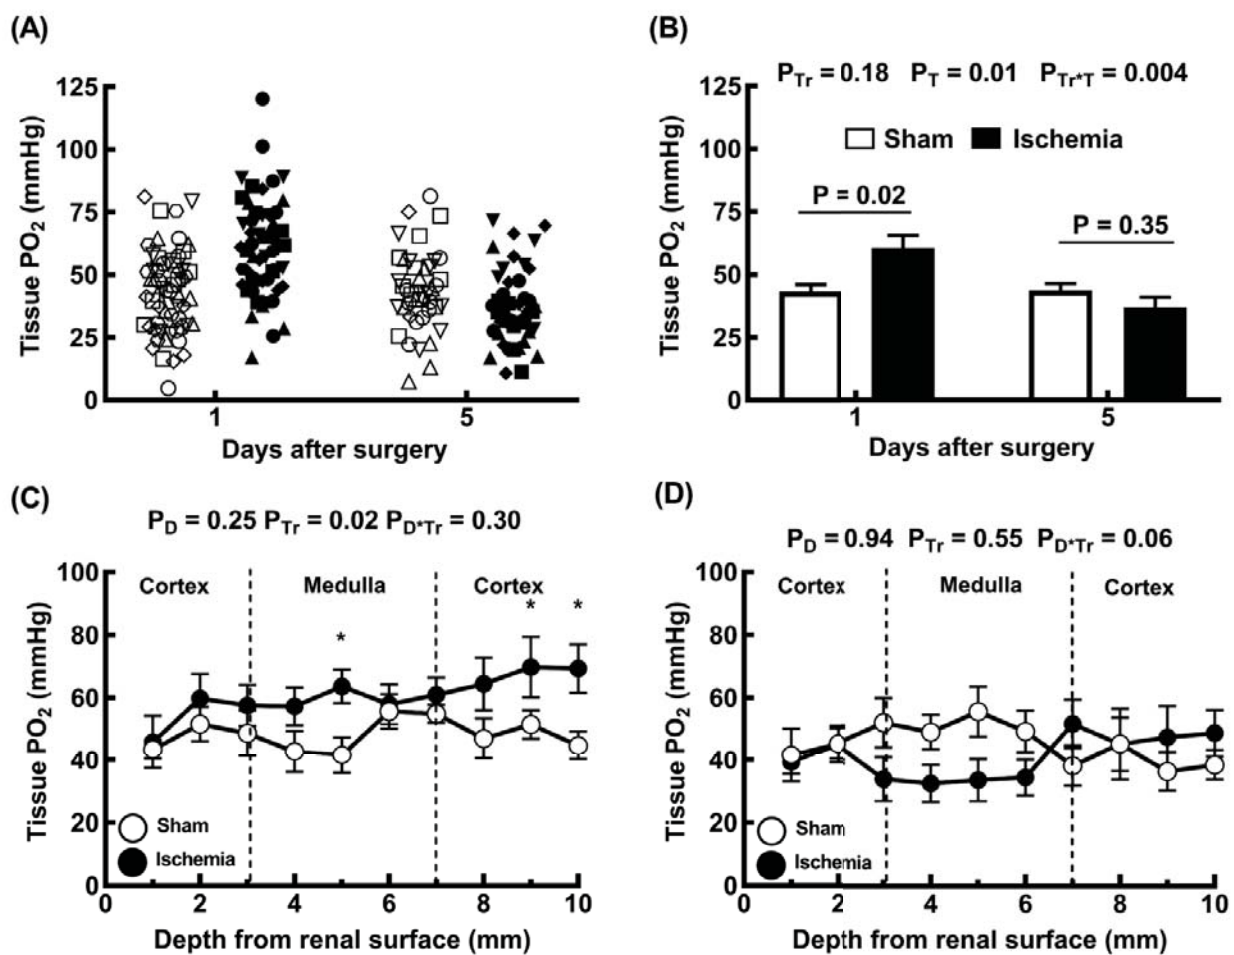 (A)
125
100
75
50
25
0
Tissue PO2 (mmHg)
1
5
Days after surgery
(B)
PTr = 0.18 PT = 0.01 PTr*T = 0.004
125
100
75
50
25
0
Tissue PO2 (mmHg)
Sham Ischemia
P = 0.02
P = 0.35
1
5
Days after surgery
(C)
PD = 0.25 PTr = 0.02 PD*Tr = 0.30
100
80
60
40
20
0
Tissue PO2 (mmHg)
Cortex
Medulla
Cortex
*
*
*
Sham
Ischemia
0 2 4 6 8 10
Depth from renal surface (mm)
(D)
PD = 0.94 PTr = 0.55 PD*Tr = 0.06
100
80
60
40
20
0
Tissue PO2 (mmHg)
Cortex
Medulla
Cortex
Sham
Ischemia
0 2 4 6 8 10
Depth from renal surface (mm)